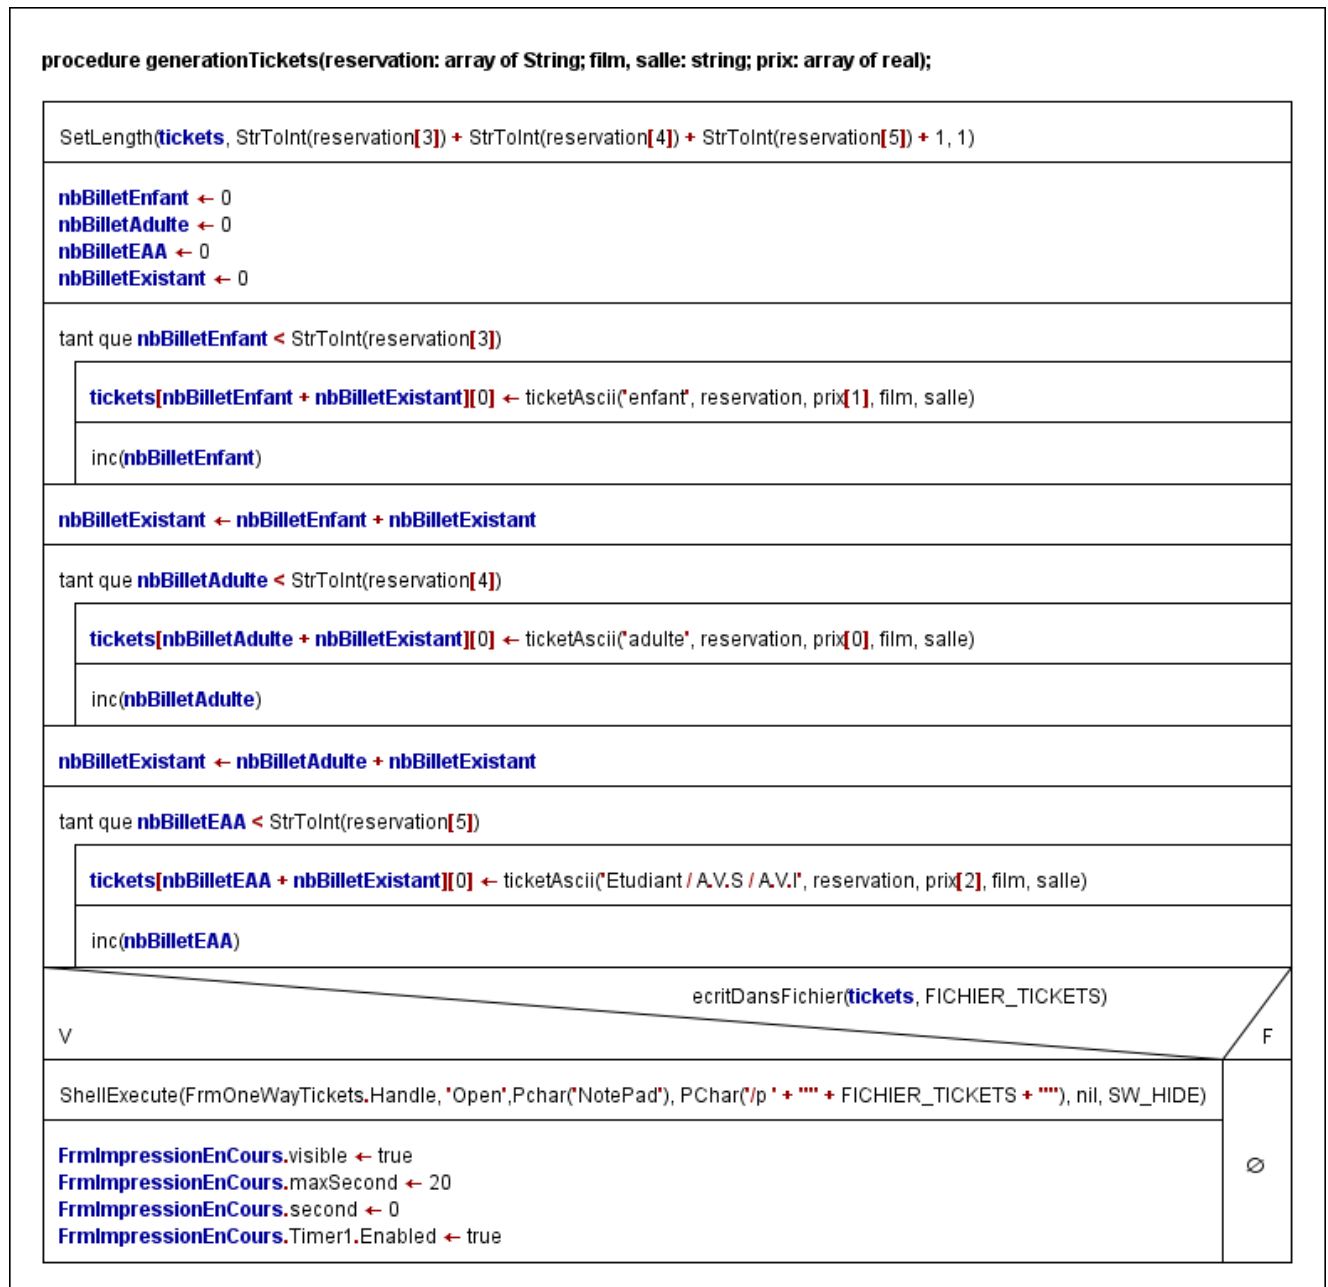 procedure generationTickets(reservation: array of String; film, salle: string; prix: array of real);
SetLength(tickets, StrToInt(reservation[3]) + StrToInt(reservation[4]) + StrToInt(reservation[5]) + 1, 1)
nbBilletEnfant ← 0
nbBilletAdulte ← 0
nbBilletEAA ← 0
nbBilletExistant ← 0
tant que nbBilletEnfant < StrToInt(reservation[3])
tickets[nbBilletEnfant + nbBilletExistant][0] ← ticketAscii('enfant', reservation, prix[1], film, salle)
inc(nbBilletEnfant)
nbBilletExistant ← nbBilletEnfant + nbBilletExistant
tant que nbBilletAdulte < StrToInt(reservation[4])
tickets[nbBilletAdulte + nbBilletExistant][0] ← ticketAscii('adulte', reservation, prix[0], film, salle)
inc(nbBilletAdulte)
nbBilletExistant ← nbBilletAdulte + nbBilletExistant
tant que nbBilletEAA < StrToInt(reservation[5])
tickets[nbBilletEAA + nbBilletExistant][0] ← ticketAscii('Etudiant / A.V.S / A.V.I', reservation, prix[2], film, salle)
inc(nbBilletEAA)
ecritDansFichier(tickets, FICHIER_TICKETS)
V F
ShellExecute(FrmOneWayTickets.Handle, 'Open',Pchar('NotePad'), PChar('/p ' + '"' + FICHIER_TICKETS + '"'), nil, SW_HIDE)
FrmImpressionEnCours.visible ← true
∅
FrmImpressionEnCours.maxSecond ← 20
FrmImpressionEnCours.second ← 0
FrmImpressionEnCours.Timer1.Enabled ← true